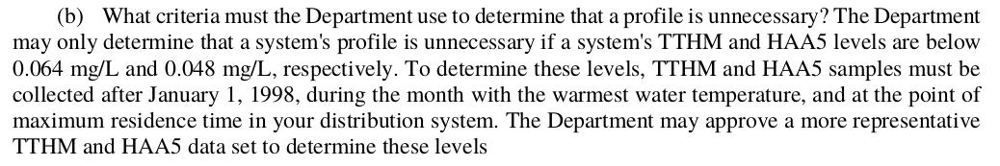 (b) What criteria must the Department use to determine that a profile is unnecessary? The Department
may only determine that a system's profile is unnecessary if a system's TTHM and HAA5 levels are below
0.064 mg/L and 0.048 mg/L, respectively. To determine these levels, TTHM and HAA5 samples must be
collected after January 1, 1998, during the month with the warmest water temperature, and at the point of
maximum residence time in your distribution system. The Department may approve a more representative
TTHM and HAA5 data set to determine these levels